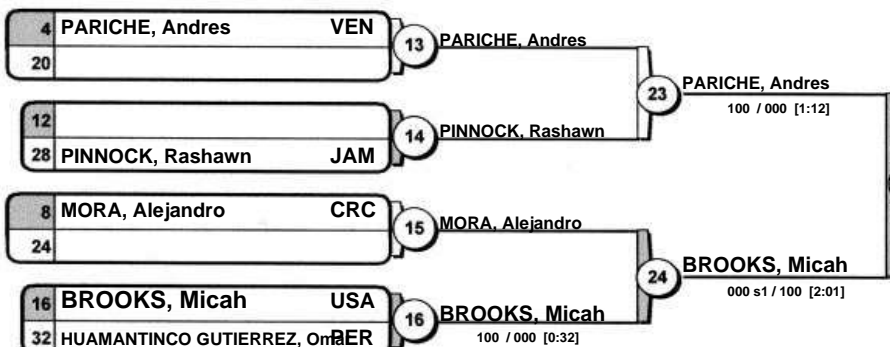 4 PARICHE, Andres VEN
20
13 PARICHE, Andres
12
28 PINNOCK, Rashawn JAM
14 PINNOCK, Rashawn
23 PARICHE, Andres
100 / 000 [1:12]
8 MORA, Alejandro CRC
24
15 MORA, Alejandro
16 BROOKS, Micah USA
32 HUAMANTINCO GUTIERREZ, Omar PER
16 BROOKS, Micah
100 / 000 [0:32]
24 BROOKS, Micah
000 s1 / 100 [2:01]